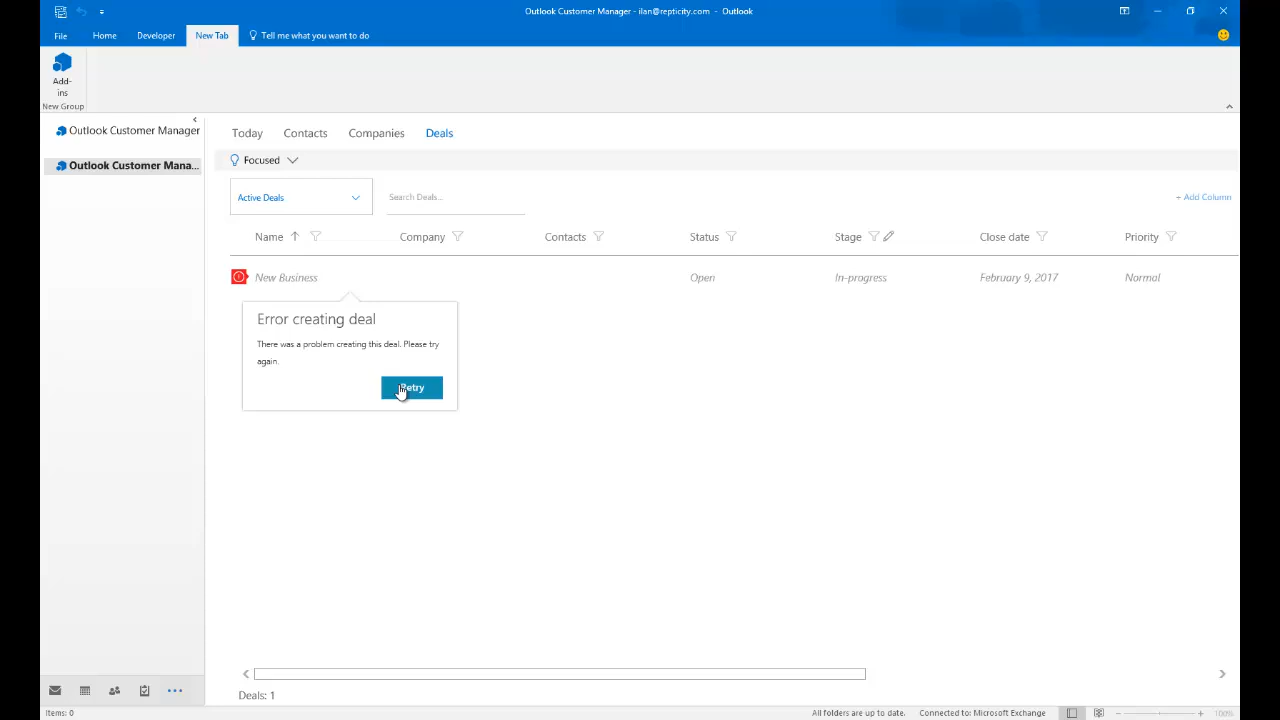 Outlook Customer Manager - ilan@repticity.com - Outlook
File Home Developer New Tab Tell me what you want to do
Add-
ins
New Group
Outlook Customer Manager
Outlook Customer Mana...
Today Contacts Companies Deals
Focused
Active Deals Search Deals... + Add Column
Name Company Contacts Status Stage Close date Priority
New Business Open In-progress February 9, 2017 Normal
Error creating deal
There was a problem creating this deal. Please try
again.
Retry
Deals: 1
Items: 0 All folders are up to date. Connected to: Microsoft Exchange 100%